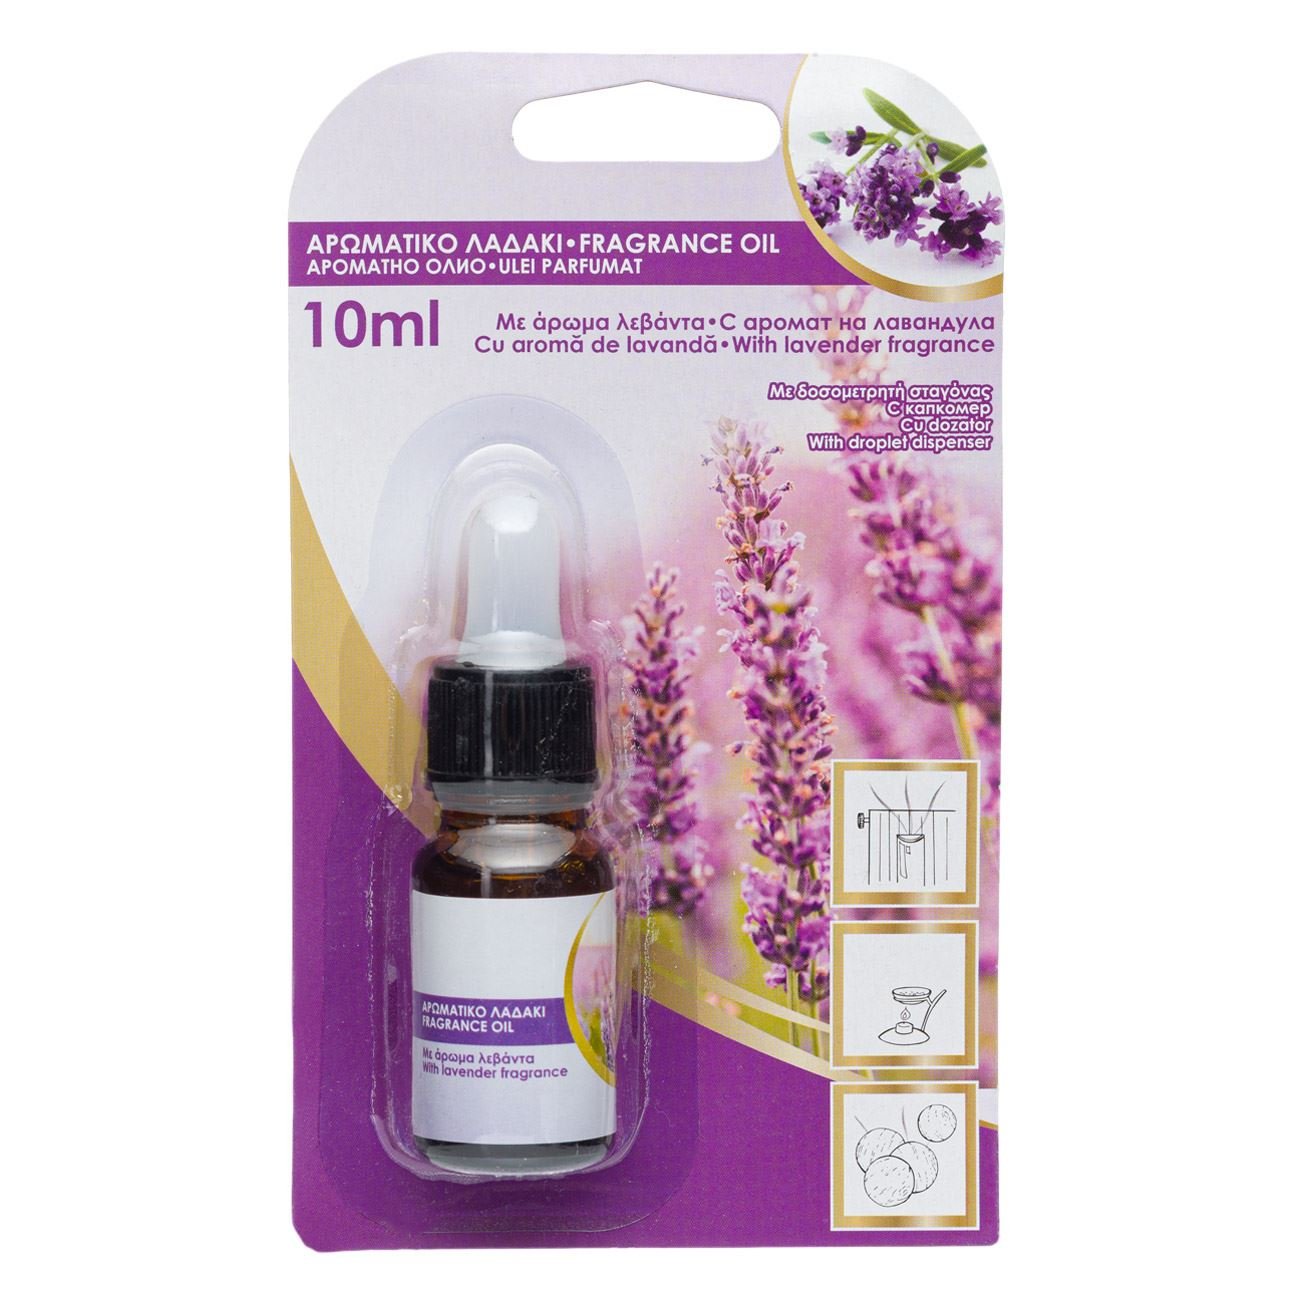 ΑΡΩΜΑΤΙΚΟ ΛΑΔΑΚΙ•FRAGRANCE OIL
АРОМАТНО ОЛИО•ULEI PARFUMAT
10ml
Με άρωμα λεβάντα•С аромат на лавандула
Cu aromă de lavandă•With lavender fragrance
Με δοσομετρητή σταγόνας
С капкомер
Cu dozator
With droplet dispenser
ΑΡΩΜΑΤΙΚΟ ΛΑΔΑΚΙ
FRAGRANCE OIL
Με άρωμα λεβάντα
With lavender fragrance